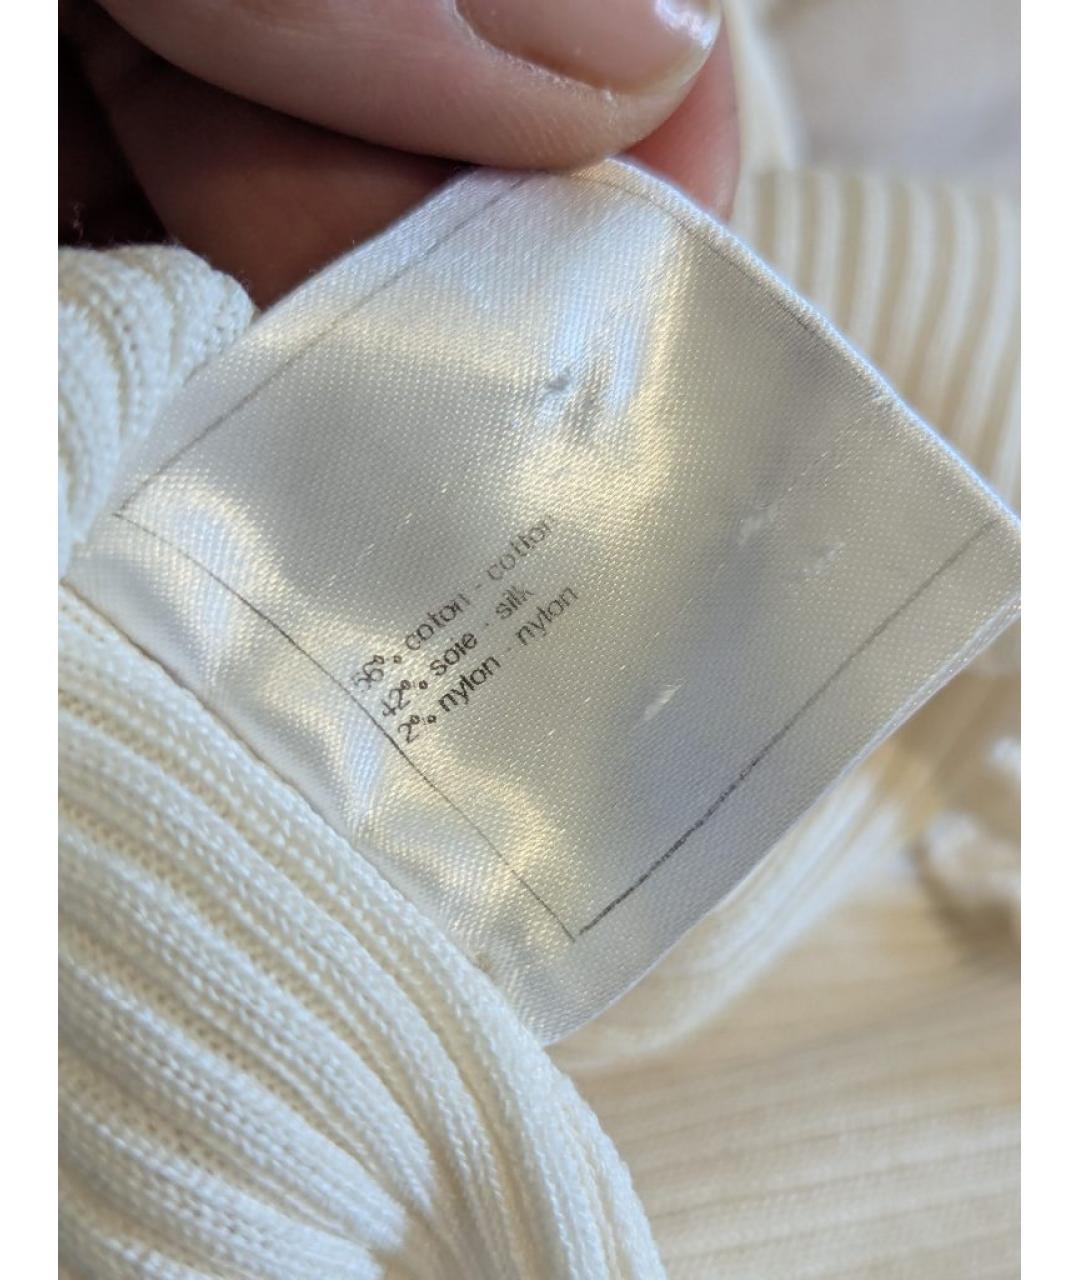 56% coton - cotton
42% soie - silk
2% nylon - nylon